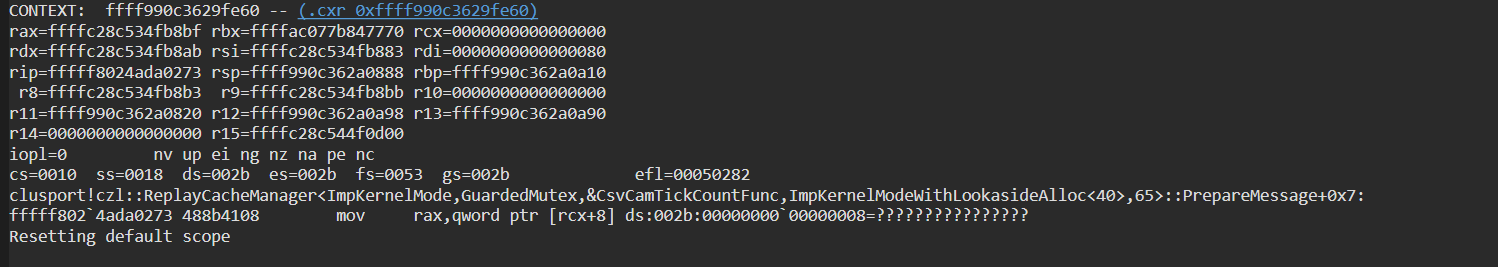 CONTEXT:  ffff990c3629fe60 -- (.cxr 0xffff990c3629fe60)
rax=ffffc28c534fb8bf rbx=ffffac077b847770 rcx=0000000000000000
rdx=ffffc28c534fb8ab rsi=ffffc28c534fb883 rdi=0000000000000080
rip=fffff8024ada0273 rsp=ffff990c362a0888 rbp=ffff990c362a0a10
 r8=ffffc28c534fb8b3  r9=ffffc28c534fb8bb r10=0000000000000000
r11=ffff990c362a0820 r12=ffff990c362a0a98 r13=ffff990c362a0a90
r14=0000000000000000 r15=ffffc28c544f0d00
iopl=0         nv up ei ng nz na pe nc
cs=0010  ss=0018  ds=002b  es=002b  fs=0053  gs=002b             efl=00050282
clusport!czl::ReplayCacheManager<ImpKernelMode,GuardedMutex,&CsvCamTickCountFunc,ImpKernelModeWithLookasideAlloc<40>,65>::PrepareMessage+0x7:
fffff802`4ada0273 488b4108        mov     rax,qword ptr [rcx+8] ds:002b:00000000`00000008=????????????????
Resetting default scope